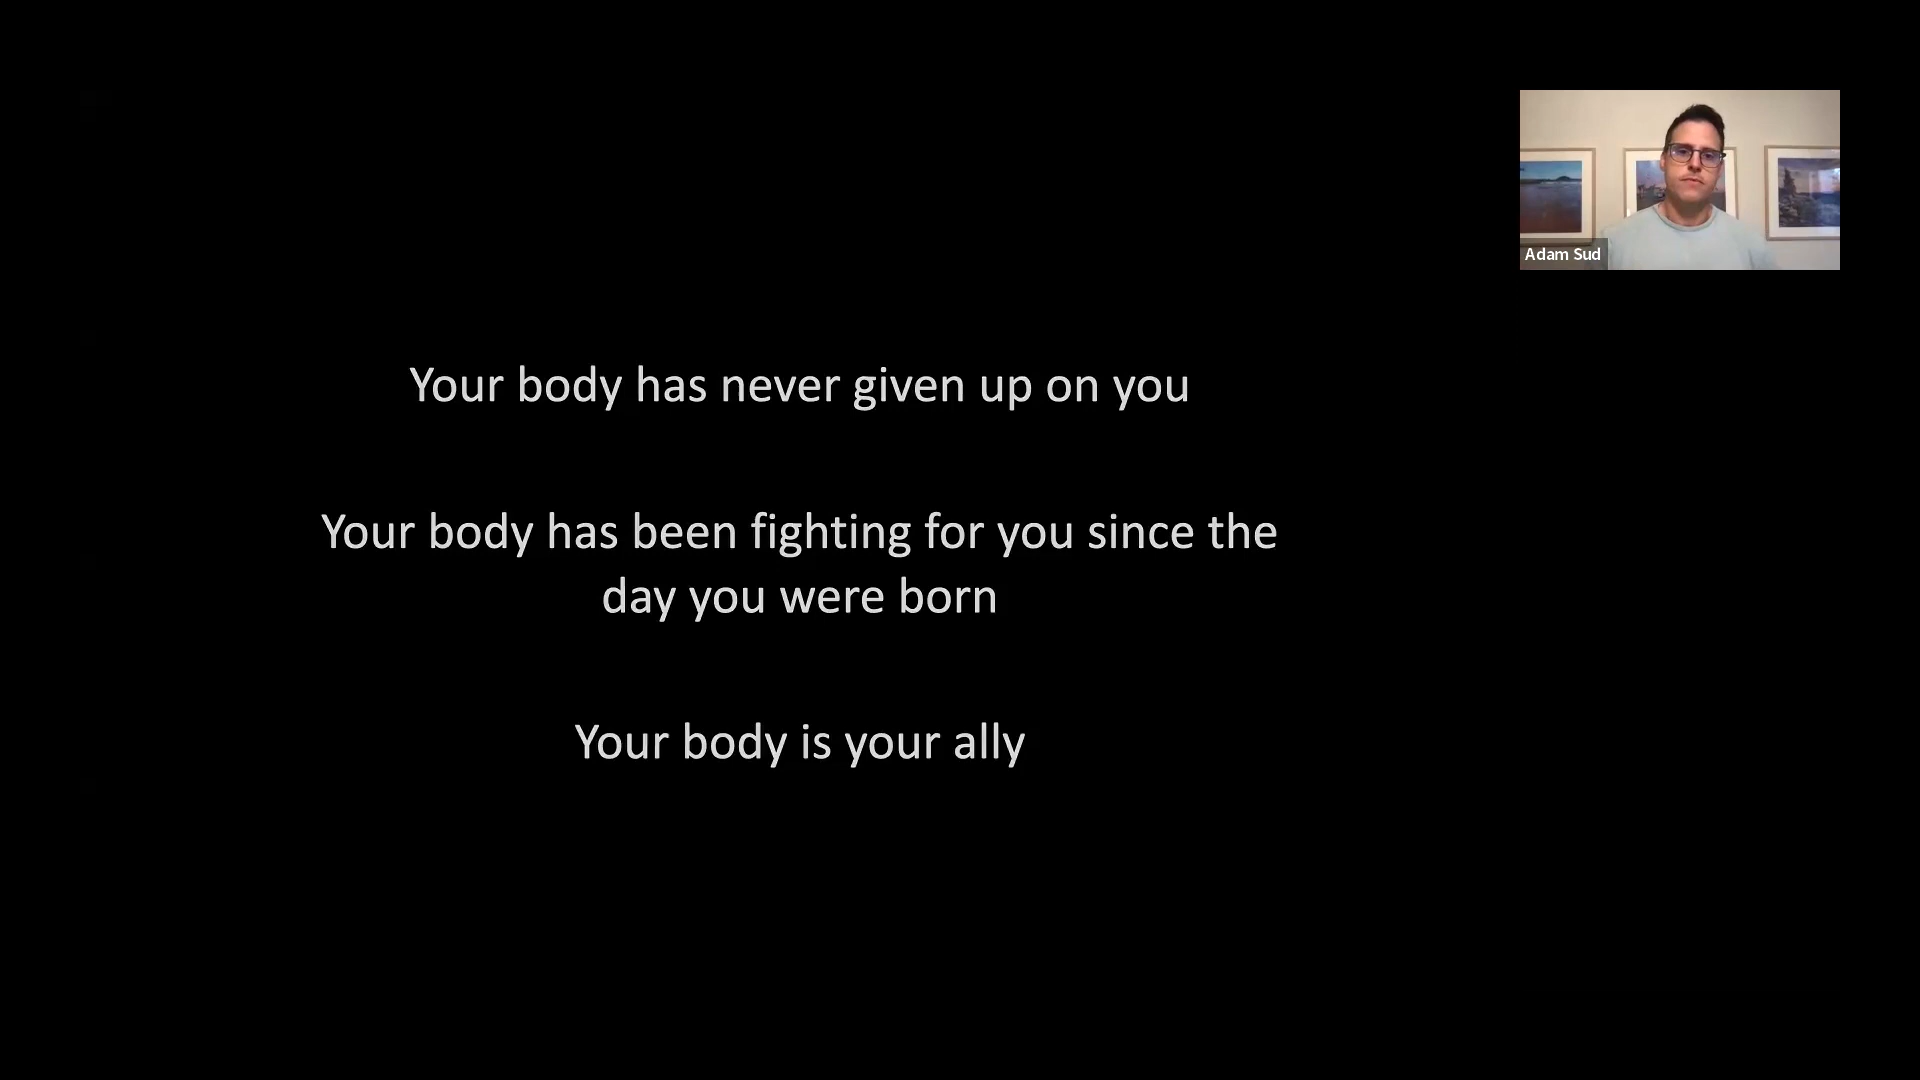 Adam Sud
Your body has never given up on you
Your body has been fighting for you since the
day you were born
Your body is your ally